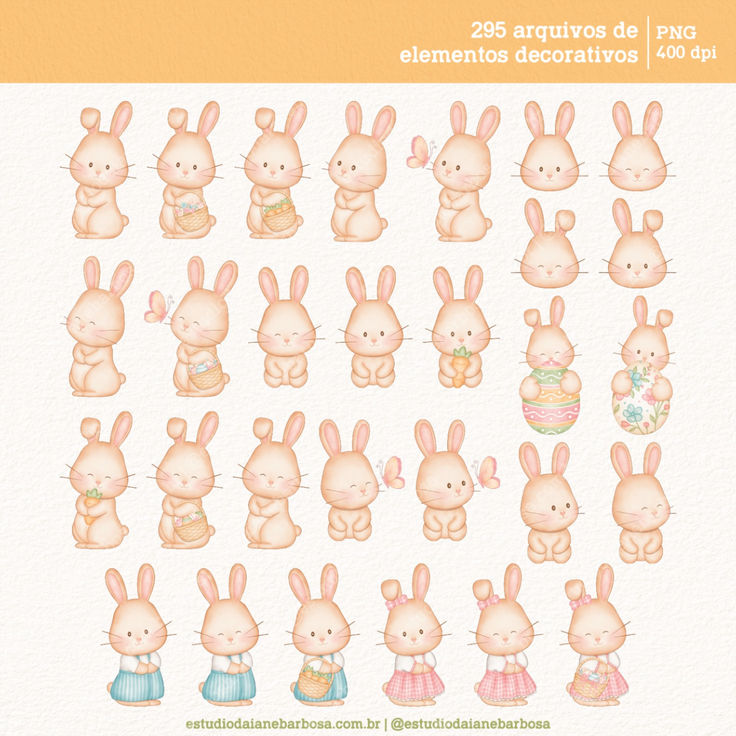 295 arquivos de
elementos decorativos
PNG
400 dpi
estudiodaianebarbosa.com.br | @estudiodaianebarbosa